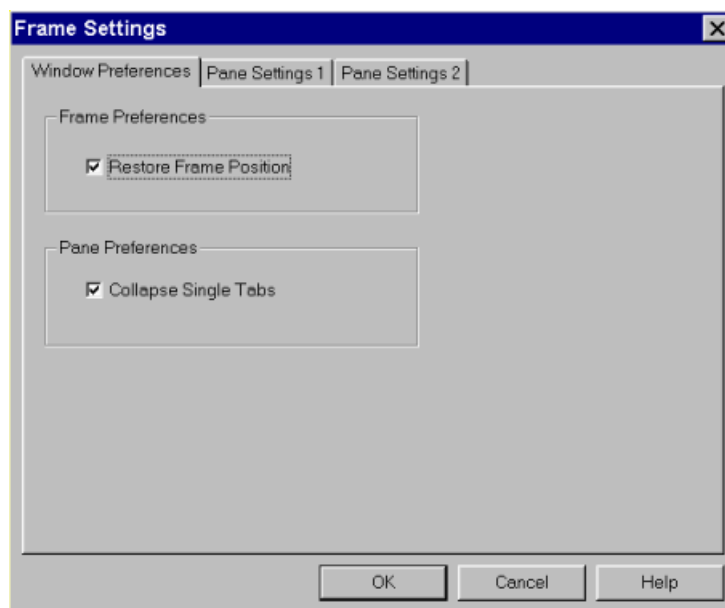 Frame Settings
Window Preferences Pane Settings 1 Pane Settings 2
Frame Preferences
Restore Frame Position
Pane Preferences
Collapse Single Tabs
OK Cancel Help